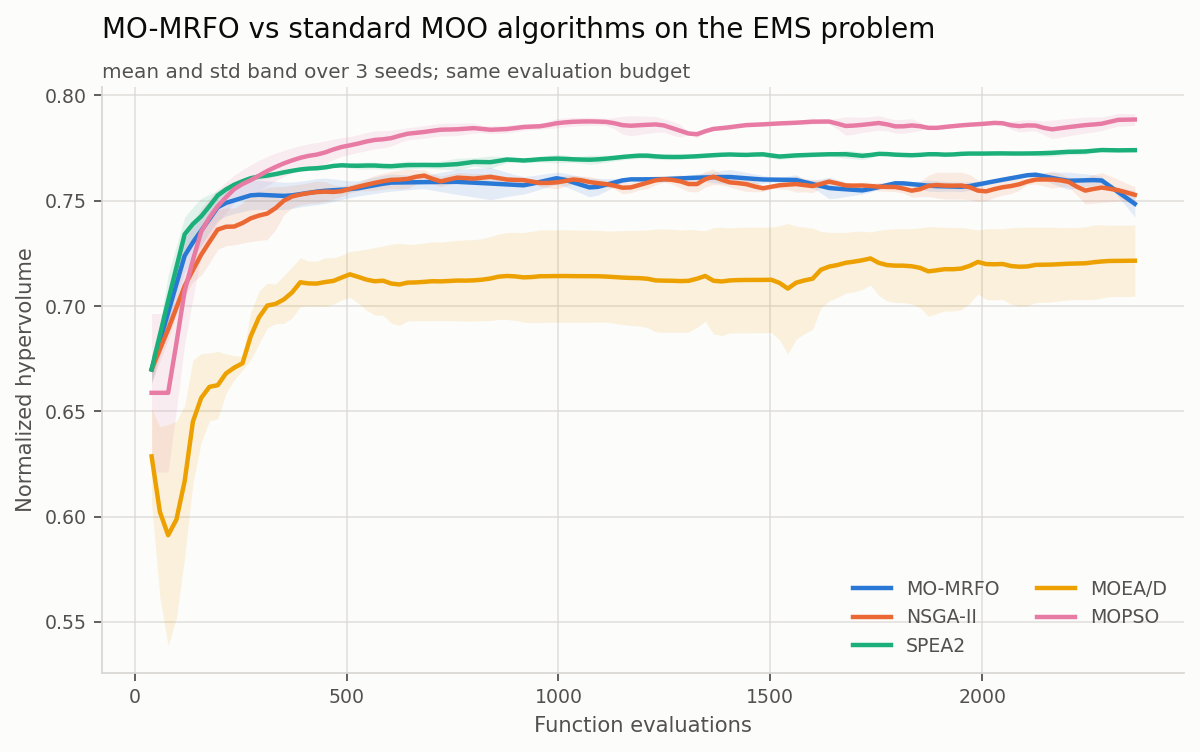 MO-MRFO vs standard MOO algorithms on the EMS problem
mean and std band over 3 seeds; same evaluation budget
Normalized hypervolume
0.80
0.75
0.70
0.65
0.60
0.55
0
500
1000
1500
2000
Function evaluations
MO-MRFO
NSGA-II
SPEA2
MOEA/D
MOPSO